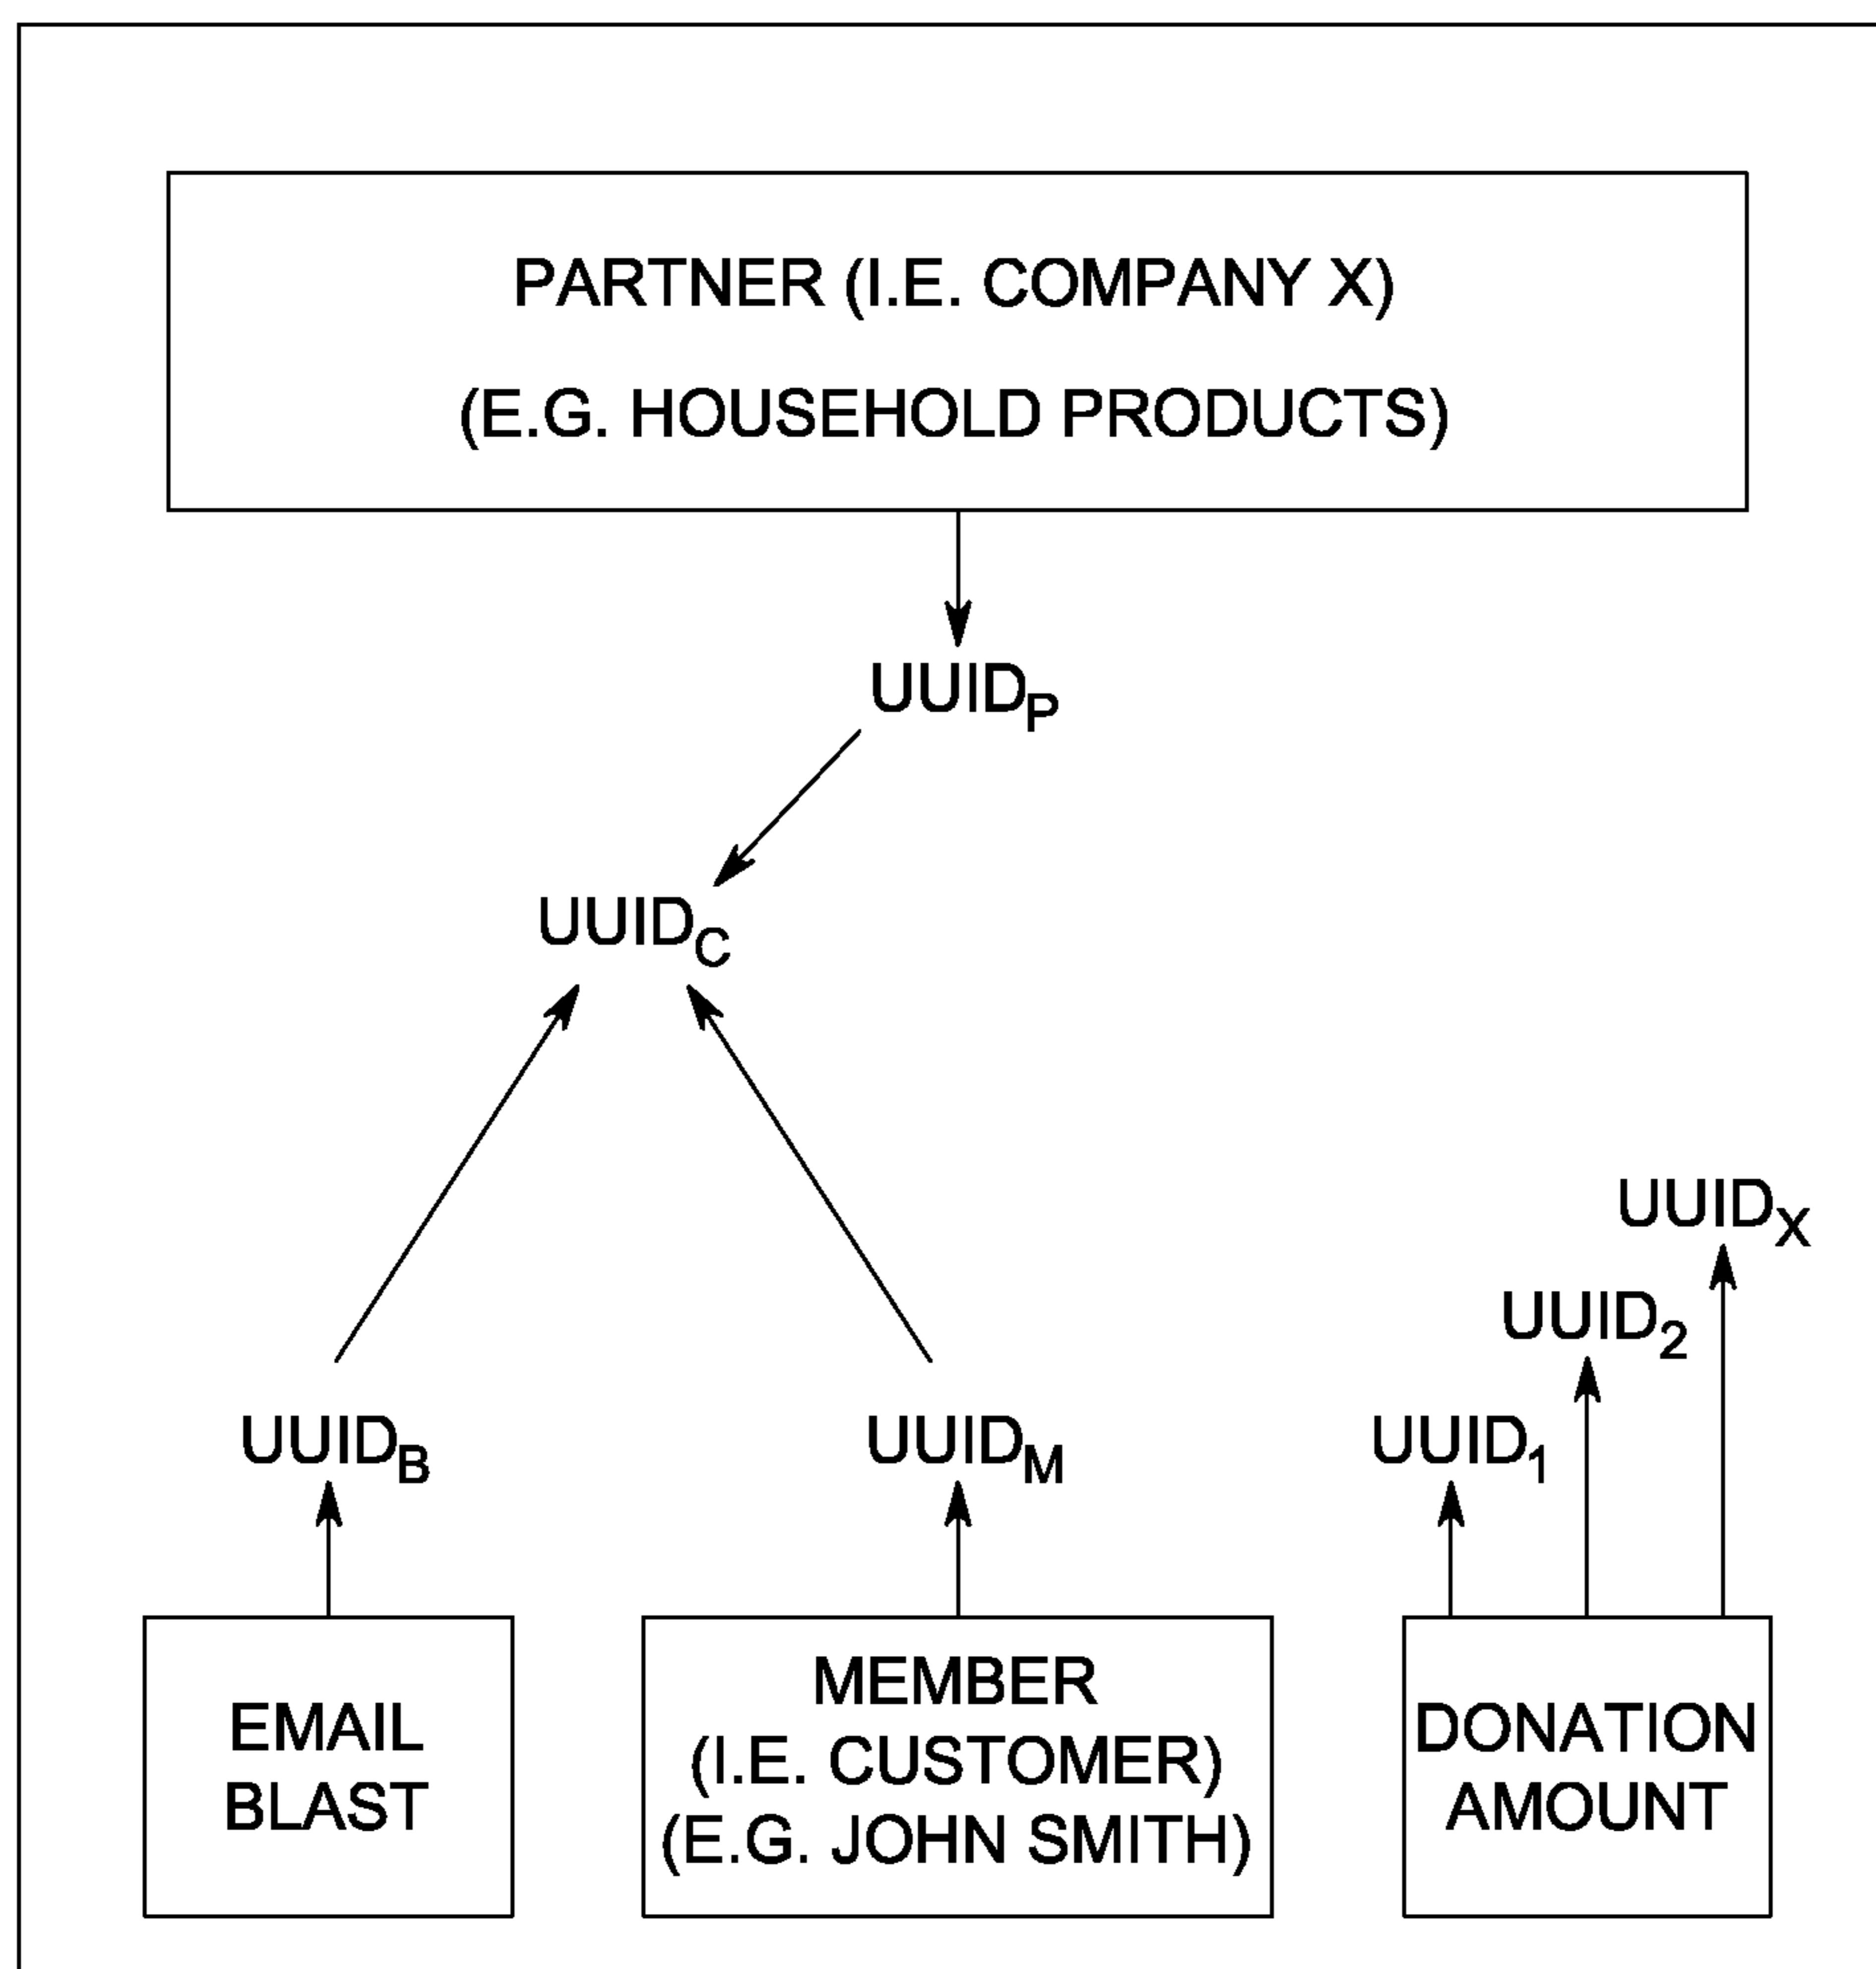 PARTNER (I.E. COMPANY X)
(E.G. HOUSEHOLD PRODUCTS)
UUIDP
UUIDC
UUIDX
UUID2
UUIDB
UUIDM
UUID1
EMAIL
BLAST
MEMBER
(I.E. CUSTOMER)
(E.G. JOHN SMITH)
DONATION
AMOUNT